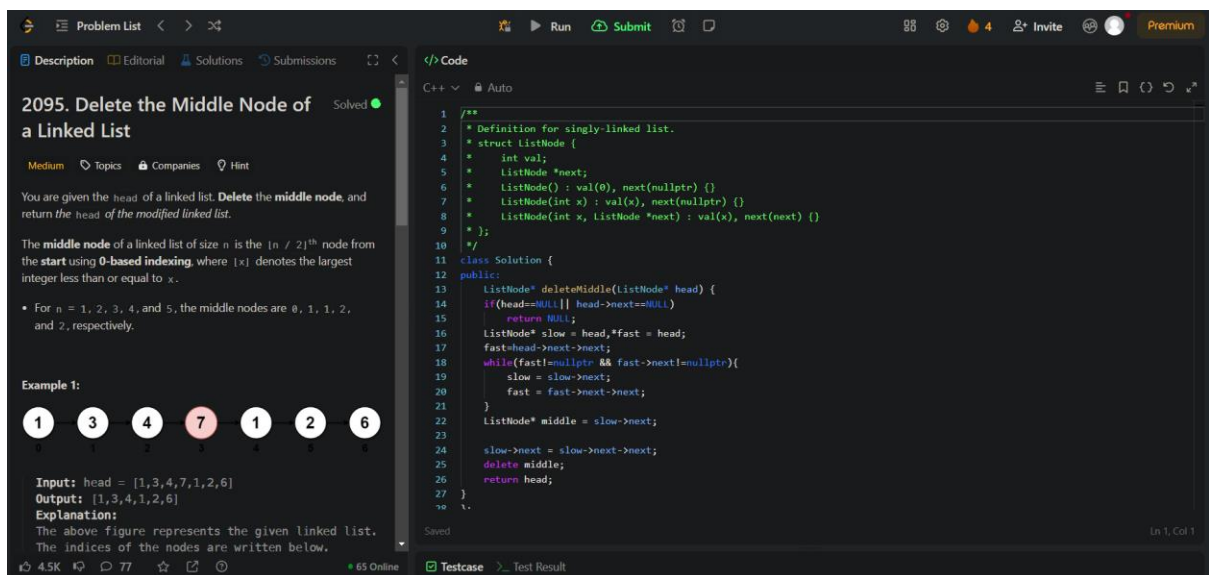 Problem List
Run
Submit
4
Invite
Premium
Description
Editorial
Solutions
Submissions
2095. Delete the Middle Node of
a Linked List
Solved
Medium
Topics
Companies
Hint
You are given the head of a linked list. Delete the middle node, and
return the head of the modified linked list.
The middle node of a linked list of size n is the ⌊n / 2⌋th node from
the start using 0-based indexing, where ⌊x⌋ denotes the largest
integer less than or equal to x.
• For n = 1, 2, 3, 4, and 5, the middle nodes are 0, 1, 1, 2,
and 2, respectively.
Example 1:
1 3 4 7 1 2 6
0 1 2 3 4 5 6
Input: head = [1,3,4,7,1,2,6]
Output: [1,3,4,1,2,6]
Explanation:
The above figure represents the given linked list.
The indices of the nodes are written below.
4.5K
77
65 Online
</> Code
C++
Auto
1 /**
2 * Definition for singly-linked list.
3 * struct ListNode {
4 *     int val;
5 *     ListNode *next;
6 *     ListNode() : val(0), next(nullptr) {}
7 *     ListNode(int x) : val(x), next(nullptr) {}
8 *     ListNode(int x, ListNode *next) : val(x), next(next) {}
9 * };
10 */
11 class Solution {
12 public:
13     ListNode* deleteMiddle(ListNode* head) {
14     if(head==NULL|| head->next==NULL)
15         return NULL;
16     ListNode* slow = head,*fast = head;
17     fast=head->next->next;
18     while(fast!=nullptr && fast->next!=nullptr){
19         slow = slow->next;
20         fast = fast->next->next;
21     }
22     ListNode* middle = slow->next;
23
24     slow->next = slow->next->next;
25     delete middle;
26     return head;
27 }
28 };
Saved
Ln 1, Col 1
Testcase
Test Result